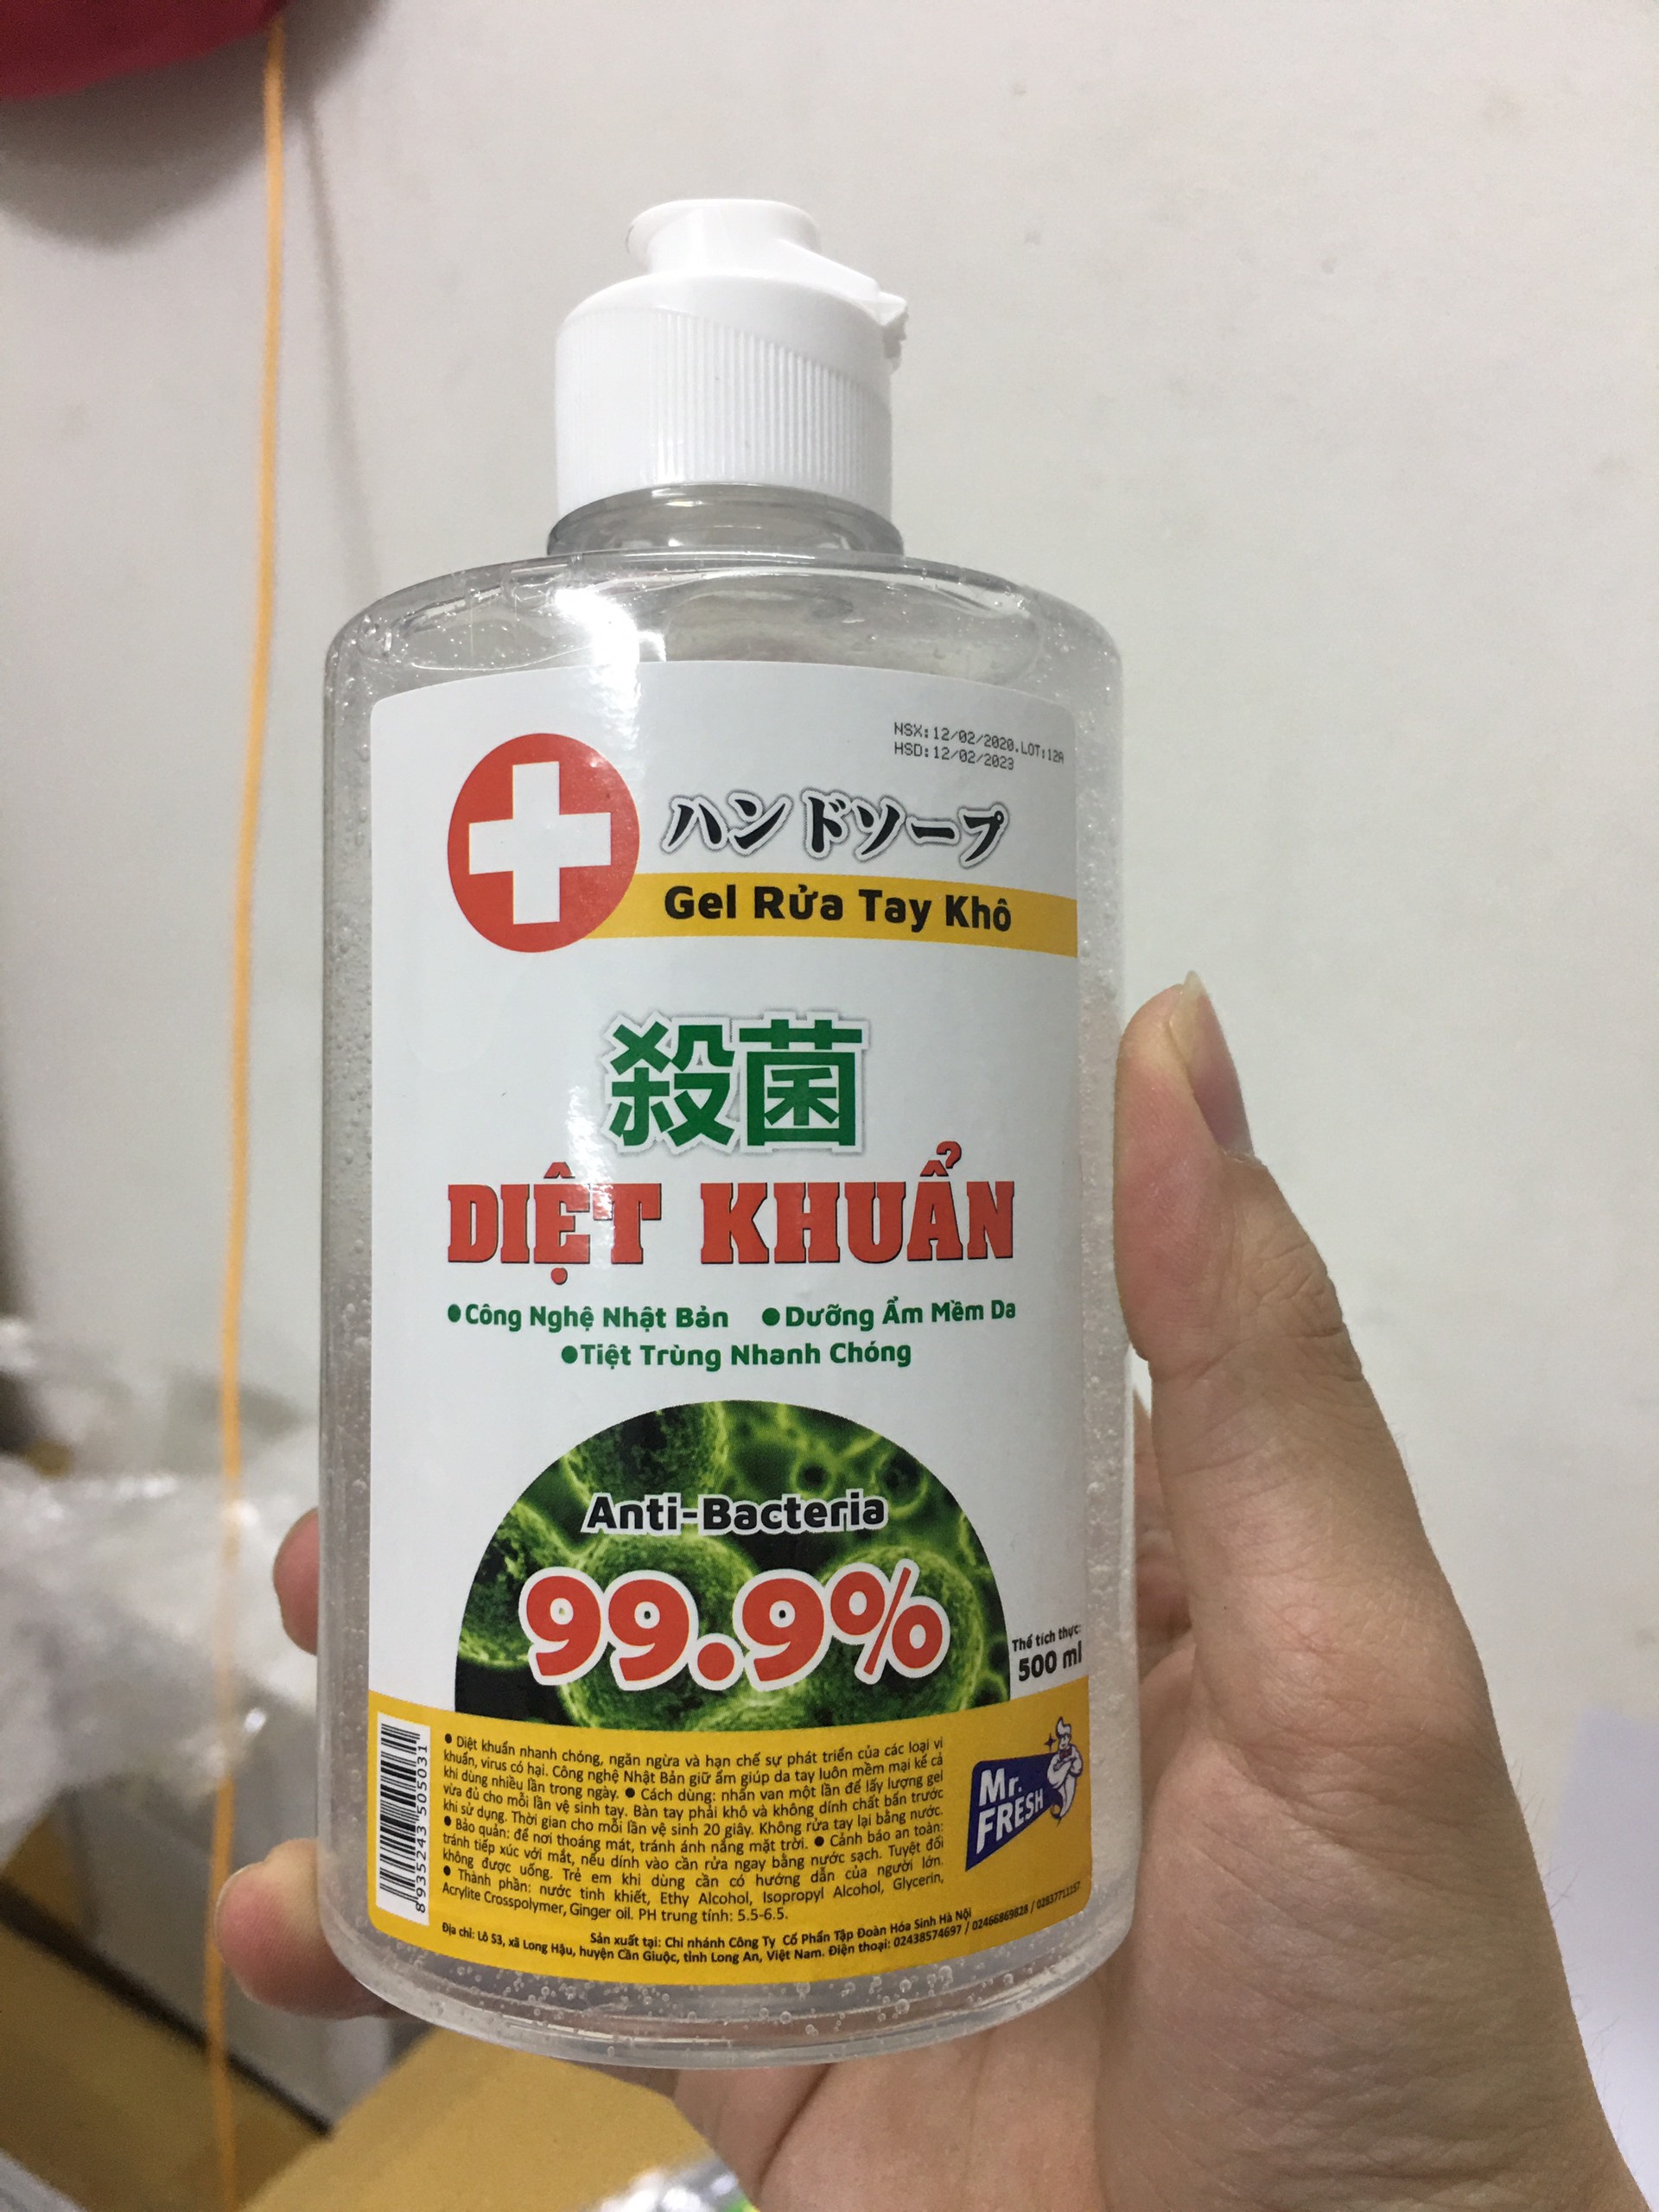 NSX:12/02/2020.LOT:12A
HSD:12/02/2023
ハンドソープ
Gel Rửa Tay Khô
殺菌
DIỆT KHUẨN
●Công Nghệ Nhật Bản ●Dưỡng Ẩm Mềm Da
●Tiệt Trùng Nhanh Chóng
Anti-Bacteria
99.9%
Thể tích thực:
500 ml
8935243 505031
● Diệt khuẩn nhanh chóng, ngăn ngừa và hạn chế sự phát triển của các loại vi
khuẩn, virus có hại. Công nghệ Nhật Bản giữ ẩm giúp da tay luôn mềm mại kể cả
khi dùng nhiều lần trong ngày. ● Cách dùng: nhấn van một lần để lấy lượng gel
vừa đủ cho mỗi lần vệ sinh tay. Bàn tay phải khô và không dính chất bẩn trước
khi sử dụng. Thời gian cho mỗi lần vệ sinh 20 giây. Không rửa tay lại bằng nước.
● Bảo quản: để nơi thoáng mát, tránh ánh nắng mặt trời. ● Cảnh báo an toàn:
tránh tiếp xúc với mắt, nếu dính vào cần rửa ngay bằng nước sạch. Tuyệt đối
không được uống. Trẻ em khi dùng cần có hướng dẫn của người lớn.
● Thành phần: nước tinh khiết, Ethy Alcohol, Isopropyl Alcohol, Glycerin,
Acrylite Crosspolymer, Ginger oil. PH trung tính: 5.5-6.5.
Mr.
FRESH
Sản xuất tại: Chi nhánh Công Ty Cổ Phần Tập Đoàn Hóa Sinh Hà Nội
Địa chỉ: Lô S3, xã Long Hậu, huyện Cần Giuộc, tỉnh Long An, Việt Nam. Điện thoại: 02438574697 / 02466869828 / 02837711157